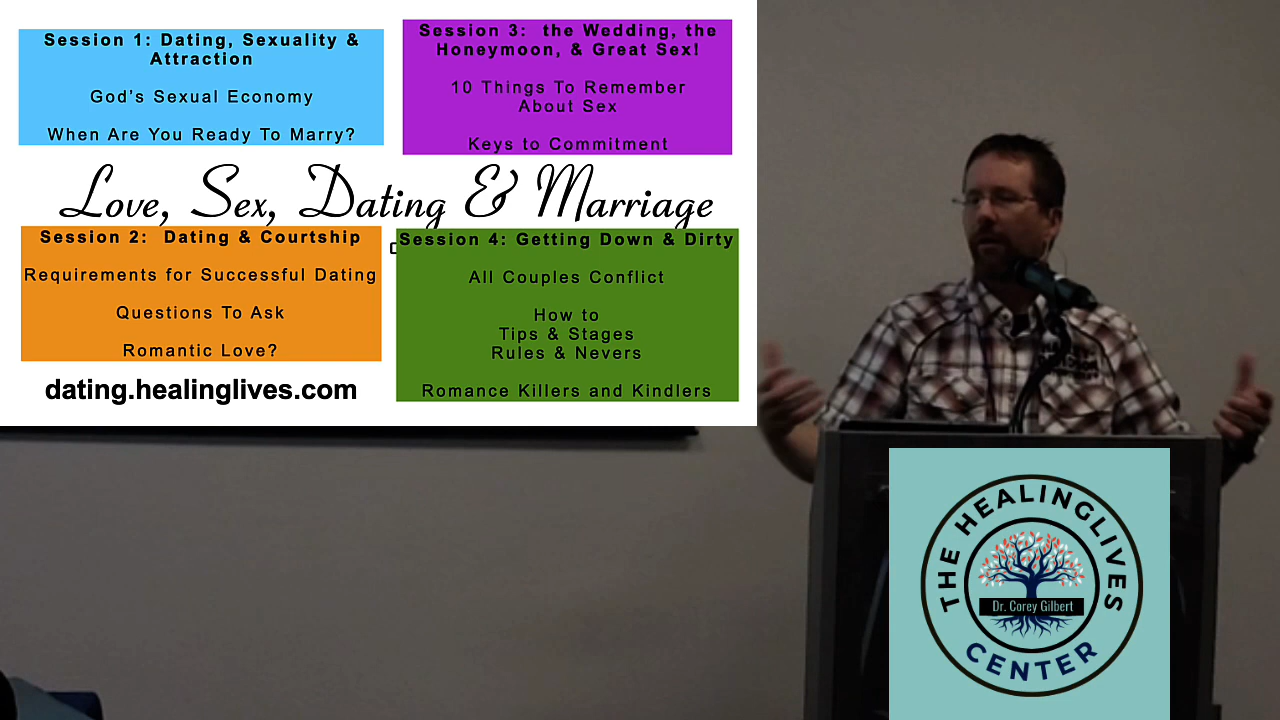 Session 1: Dating, Sexuality &
Attraction
God's Sexual Economy
When Are You Ready To Marry?
Session 3:  the Wedding, the
Honeymoon, & Great Sex!
10 Things To Remember
About Sex
Keys to Commitment
Love, Sex, Dating & Marriage
Session 2:  Dating & Courtship
Requirements for Successful Dating
Questions To Ask
Romantic Love?
Session 4: Getting Down & Dirty
All Couples Conflict
How to
Tips & Stages
Rules & Nevers
Romance Killers and Kindlers
dating.healinglives.com
THE HEALINGLIVES
Dr. Corey Gilbert
CENTER